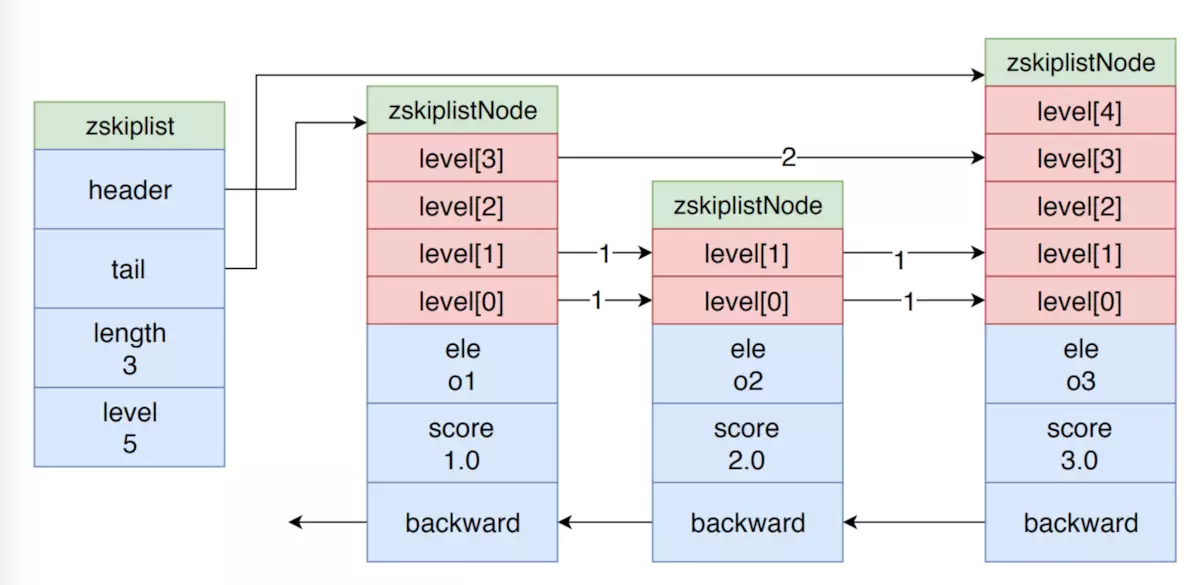 zskiplist
header
tail
length
3
level
5
zskiplistNode
level[3]
level[2]
level[1]
level[0]
ele
o1
score
1.0
backward
2
1
1
zskiplistNode
level[1]
level[0]
ele
o2
score
2.0
backward
1
1
zskiplistNode
level[4]
level[3]
level[2]
level[1]
level[0]
ele
o3
score
3.0
backward